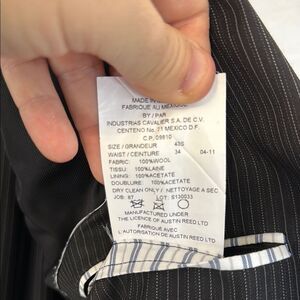 MADE IN MEXICO
FABRIQUE AU MEXIQUE
BY / PAR
INDUSTRIAS CAVALIER S.A. DE C.V.
CENTENO No. 71 MEXICO D.F.
C.P. 09810
SIZE / GRANDEUR 43S
WAIST / CEINTURE 34 04-11
FABRIC: 100%WOOL
TISSU: 100%LAINE
LINING: 100%ACETATE
DOUBLURE: 100%ACETATE
DRY CLEAN ONLY / NETTOYAGE A SEC
JOB: 87 LOT: S130033
MANUFACTURED UNDER
THE LICENCE OF AUSTIN REED LTD
FABRIQUE AVEC
L'AUTORISATION DE AUSTIN REED LTD